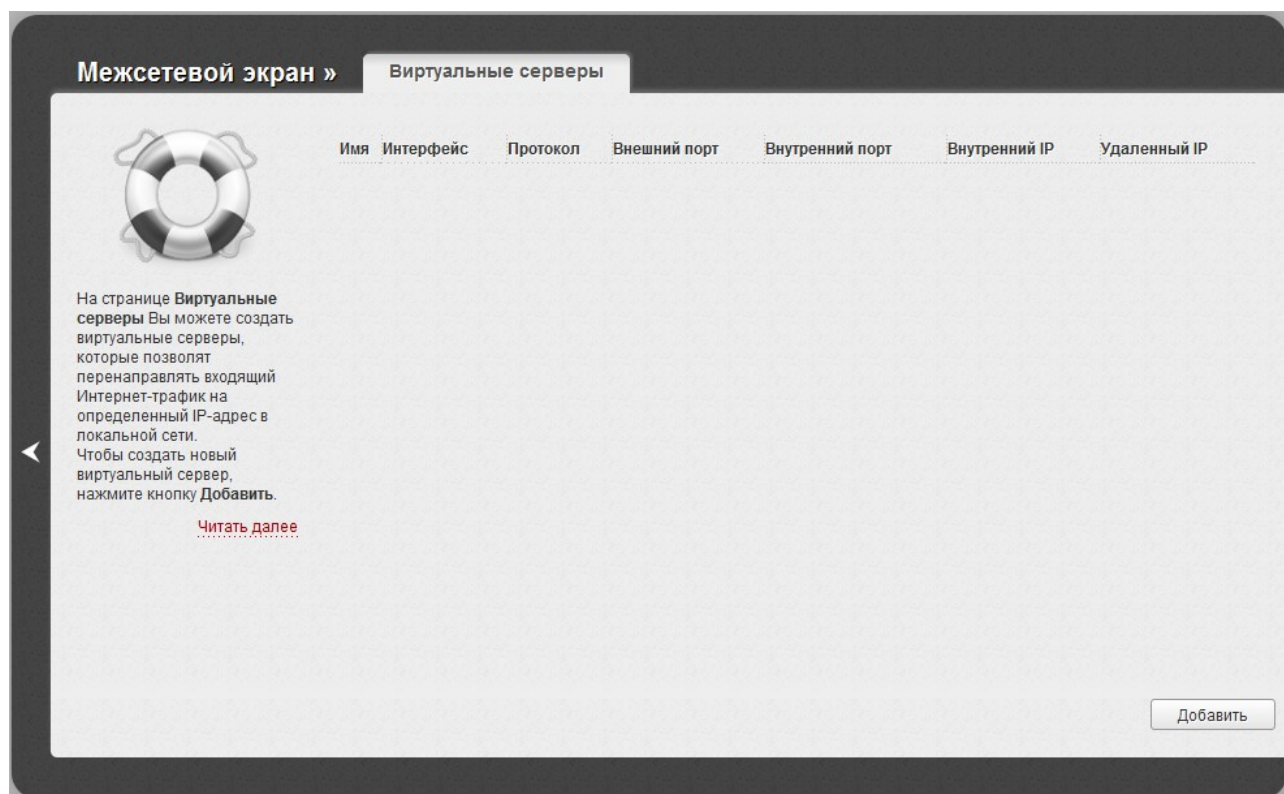 Межсетевой экран »
Виртуальные серверы
Имя Интерфейс Протокол Внешний порт Внутренний порт Внутренний IP Удаленный IP
На странице Виртуальные
серверы Вы можете создать
виртуальные серверы,
которые позволят
перенаправлять входящий
Интернет-трафик на
определенный IP-адрес в
локальной сети.
Чтобы создать новый
виртуальный сервер,
нажмите кнопку Добавить.
Читать далее
Добавить